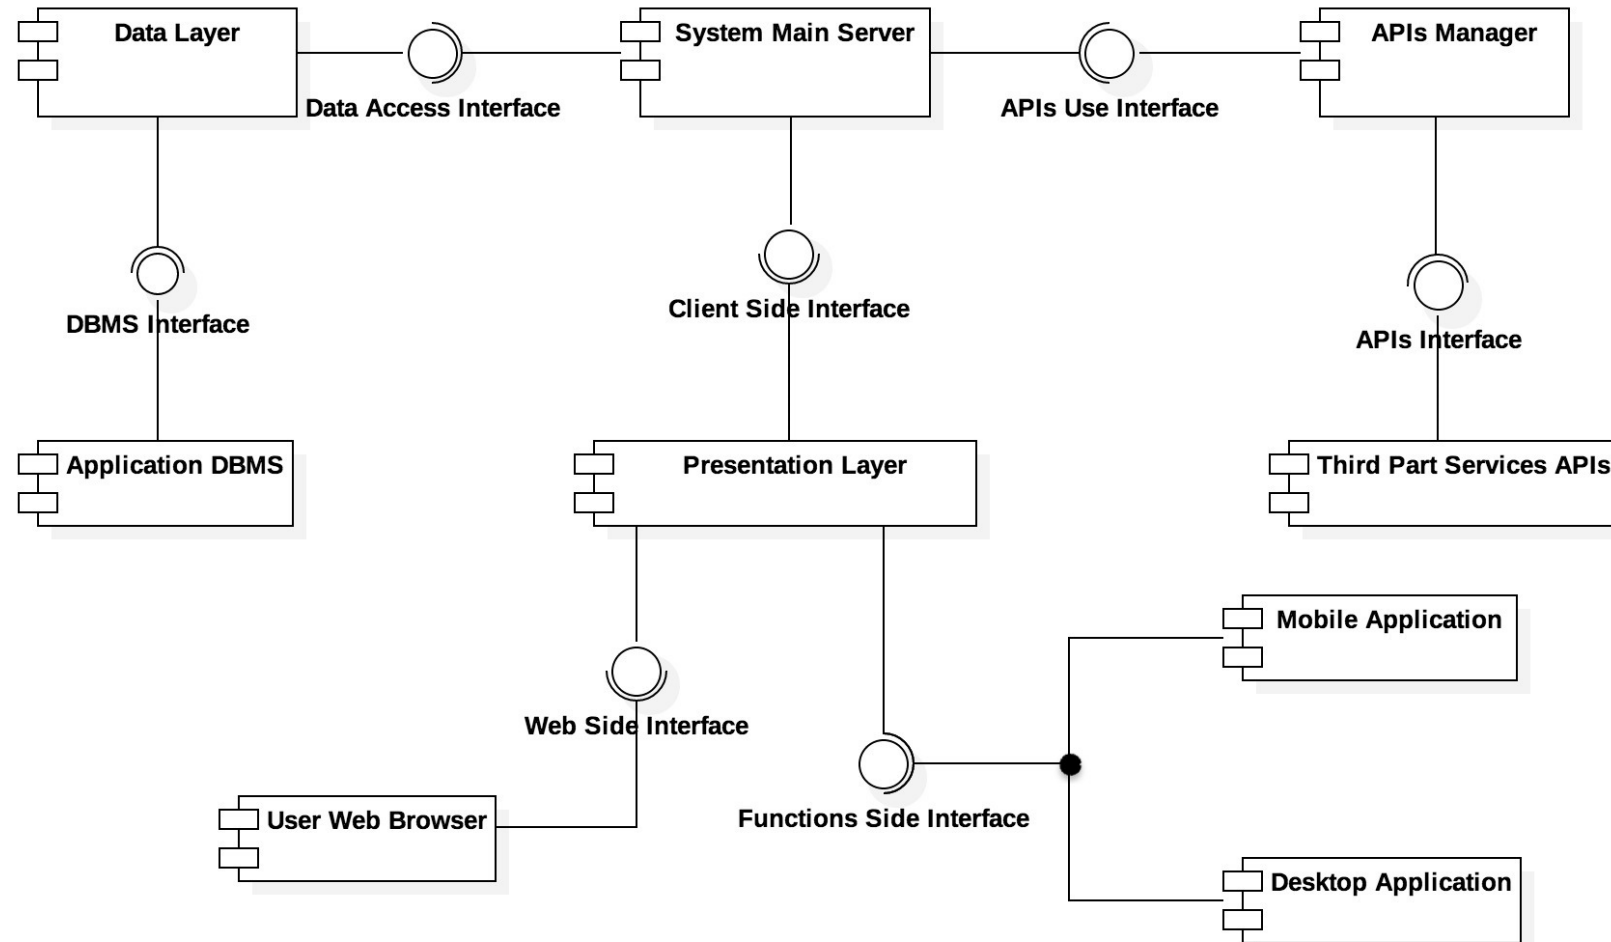 Data Layer
System Main Server
APIs Manager
Data Access Interface
APIs Use Interface
DBMS Interface
Client Side Interface
APIs Interface
Application DBMS
Presentation Layer
Third Part Services APIs
Mobile Application
Web Side Interface
User Web Browser
Functions Side Interface
Desktop Application